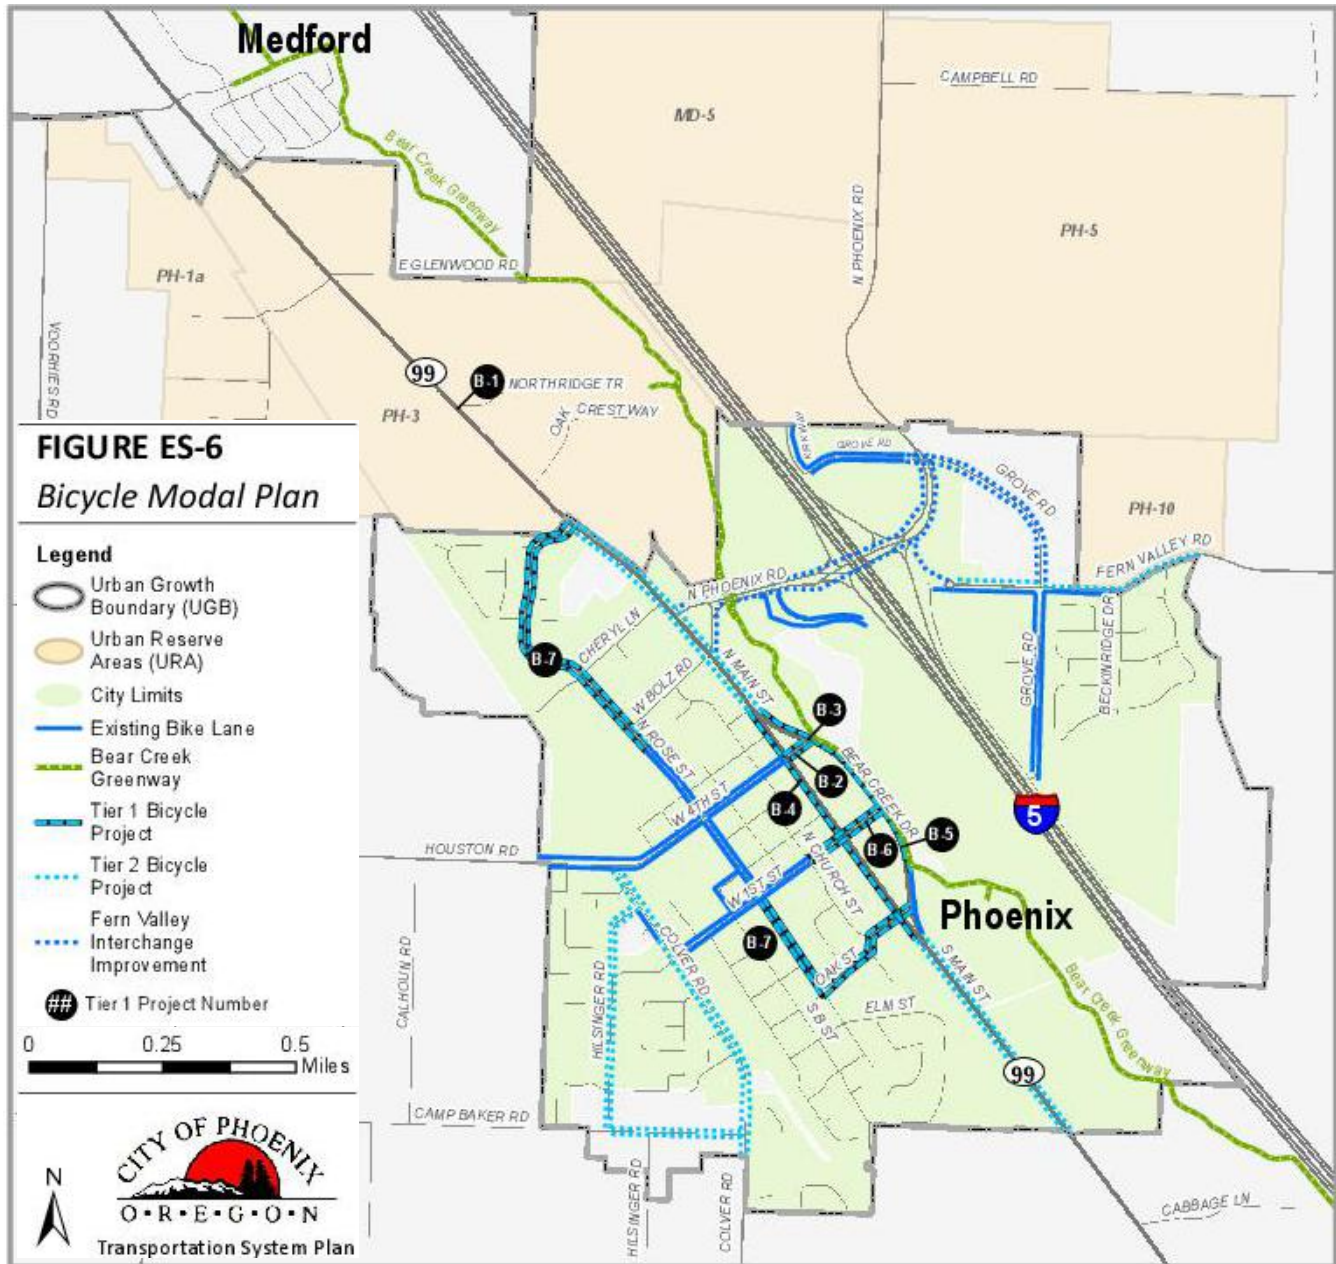 Medford
CAMPBELL RD
MD-5
Bear Creek Greenway
N PHOENIX RD
PH-5
E GLENWOOD RD
PH-1a
VOORHIES RD
99
B-1
NORTHRIDGE TR
OAK CREST WAY
PH-3
KIRK WAY
GROVE RD
GROVE RD
PH-10
FERN VALLEY RD
N PHOENIX RD
BECKINRIDGE DR
GROVE RD
CHERYL LN
B-7
W BOLZ RD
N MAIN ST
N ROSE ST
B-3
B-2
BEAR CREEK DR
B-4
W 4TH ST
5
B-5
B-6
N CHURCH ST
HOUSTON RD
W 1ST ST
Phoenix
B-7
COLVER RD
OAK ST
S MAIN ST
CALHOUN RD
HILSINGER RD
S B ST
ELM ST
Bear Creek Greenway
99
CAMP BAKER RD
HILSINGER RD
COLVER RD
CABBAGE LN
FIGURE ES-6
Bicycle Modal Plan
Legend
Urban Growth
Boundary (UGB)
Urban Reserve
Areas (URA)
City Limits
Existing Bike Lane
Bear Creek
Greenway
Tier 1 Bicycle
Project
Tier 2 Bicycle
Project
Fern Valley
Interchange
Improvement
## Tier 1 Project Number
0 0.25 0.5
Miles
N
CITY OF PHOENIX
O•R•E•G•O•N
Transportation System Plan